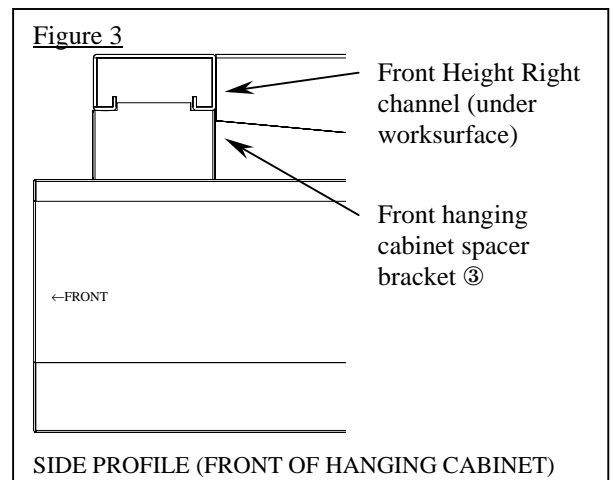 Figure 3
Front Height Right
channel (under
worksurface)
Front hanging
cabinet spacer
bracket ③
←FRONT
SIDE PROFILE (FRONT OF HANGING CABINET)